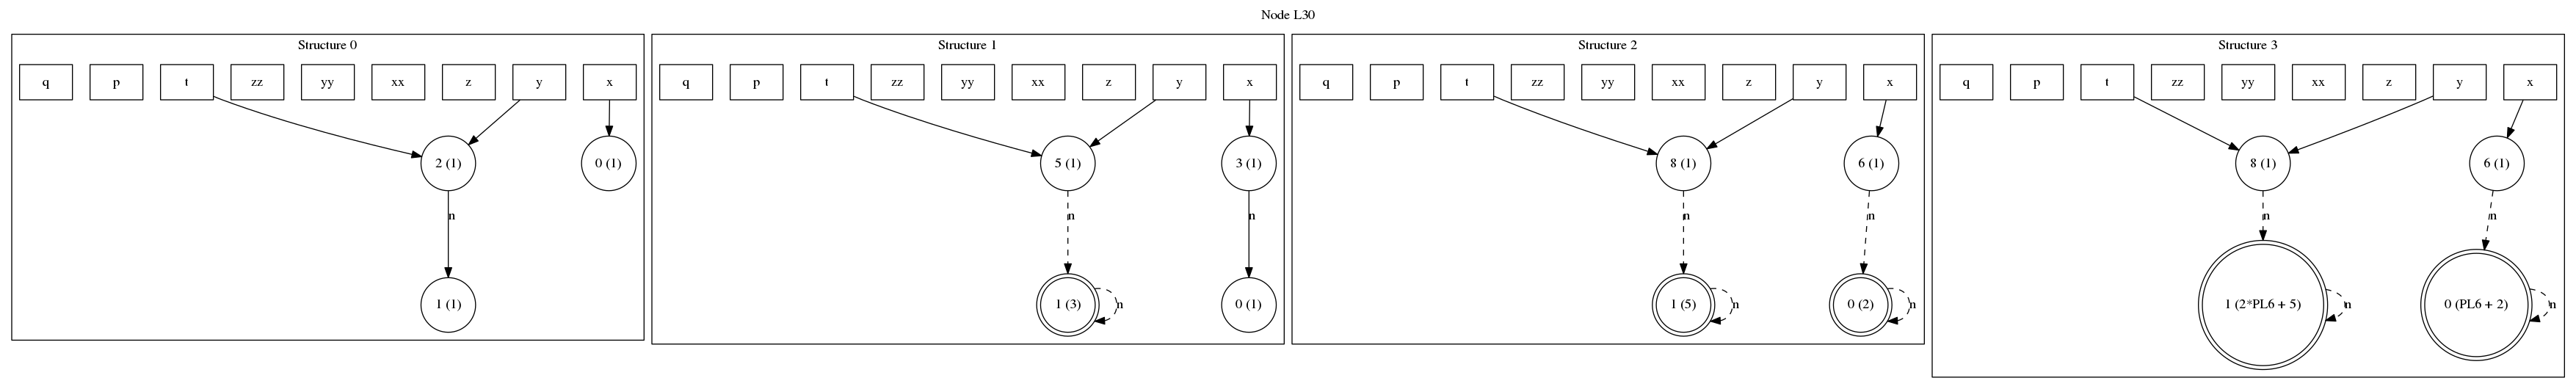 Node L30
Structure 0
q p t zz yy xx z y x
2 (1) 0 (1)
n
1 (1)
Structure 1
q p t zz yy xx z y x
5 (1) 3 (1)
n n
1 (3) n 0 (1)
Structure 2
q p t zz yy xx z y x
8 (1) 6 (1)
n n
1 (5) n 0 (2) n
Structure 3
q p t zz yy xx z y x
8 (1) 6 (1)
n n
1 (2*PL6 + 5) n 0 (PL6 + 2) n